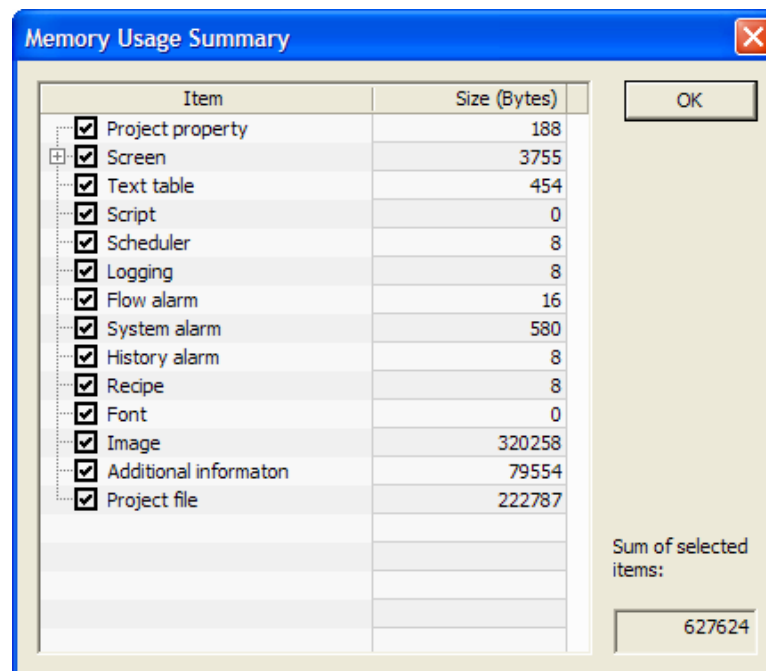 Memory Usage Summary
Item Size (Bytes)
OK
Project property 188
Screen 3755
Text table 454
Script 0
Scheduler 8
Logging 8
Flow alarm 16
System alarm 580
History alarm 8
Recipe 8
Font 0
Image 320258
Additional informaton 79554
Project file 222787
Sum of selected
items:
627624